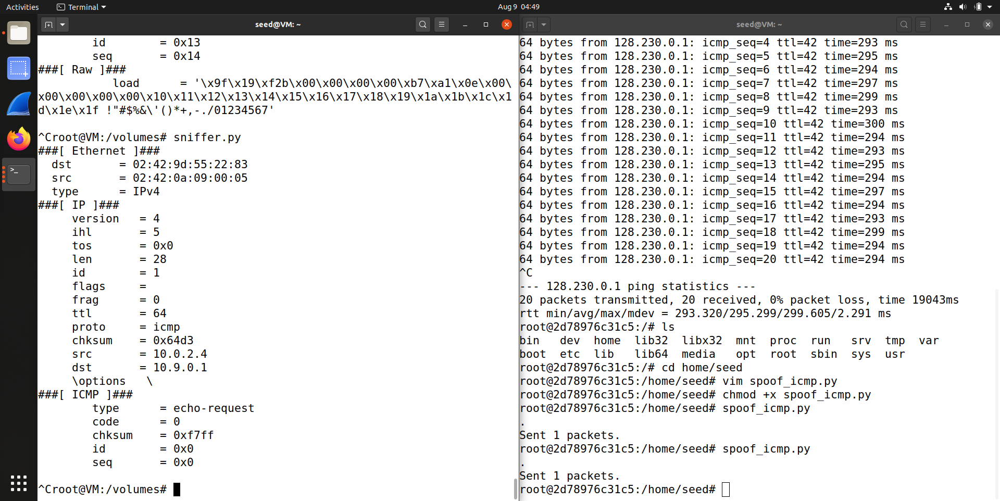 Activities
Terminal
Aug 9 04:49
seed@VM: ~
id = 0x13
seq = 0x14
###[ Raw ]###
load = '\x9f\x19\xf2b\x00\x00\x00\x00\xb7\xa1\x0e\x00\
x00\x00\x00\x00\x10\x11\x12\x13\x14\x15\x16\x17\x18\x19\x1a\x1b\x1c\x1
d\x1e\x1f !"#$%&\'()*+,-./01234567'
^Croot@VM:/volumes# sniffer.py
###[ Ethernet ]###
dst = 02:42:9d:55:22:83
src = 02:42:0a:09:00:05
type = IPv4
###[ IP ]###
version = 4
ihl = 5
tos = 0x0
len = 28
id = 1
flags =
frag = 0
ttl = 64
proto = icmp
chksum = 0x64d3
src = 10.0.2.4
dst = 10.9.0.1
\options \
###[ ICMP ]###
type = echo-request
code = 0
chksum = 0xf7ff
id = 0x0
seq = 0x0
^Croot@VM:/volumes#
seed@VM: ~
64 bytes from 128.230.0.1: icmp_seq=4 ttl=42 time=293 ms
64 bytes from 128.230.0.1: icmp_seq=5 ttl=42 time=295 ms
64 bytes from 128.230.0.1: icmp_seq=6 ttl=42 time=294 ms
64 bytes from 128.230.0.1: icmp_seq=7 ttl=42 time=297 ms
64 bytes from 128.230.0.1: icmp_seq=8 ttl=42 time=299 ms
64 bytes from 128.230.0.1: icmp_seq=9 ttl=42 time=293 ms
64 bytes from 128.230.0.1: icmp_seq=10 ttl=42 time=300 ms
64 bytes from 128.230.0.1: icmp_seq=11 ttl=42 time=294 ms
64 bytes from 128.230.0.1: icmp_seq=12 ttl=42 time=293 ms
64 bytes from 128.230.0.1: icmp_seq=13 ttl=42 time=295 ms
64 bytes from 128.230.0.1: icmp_seq=14 ttl=42 time=294 ms
64 bytes from 128.230.0.1: icmp_seq=15 ttl=42 time=297 ms
64 bytes from 128.230.0.1: icmp_seq=16 ttl=42 time=294 ms
64 bytes from 128.230.0.1: icmp_seq=17 ttl=42 time=293 ms
64 bytes from 128.230.0.1: icmp_seq=18 ttl=42 time=299 ms
64 bytes from 128.230.0.1: icmp_seq=19 ttl=42 time=294 ms
64 bytes from 128.230.0.1: icmp_seq=20 ttl=42 time=294 ms
^C
--- 128.230.0.1 ping statistics ---
20 packets transmitted, 20 received, 0% packet loss, time 19043ms
rtt min/avg/max/mdev = 293.320/295.299/299.605/2.291 ms
root@2d78976c31c5:/# ls
bin dev home lib32 libx32 mnt proc run srv tmp var
boot etc lib lib64 media opt root sbin sys usr
root@2d78976c31c5:/# cd home/seed
root@2d78976c31c5:/home/seed# vim spoof_icmp.py
root@2d78976c31c5:/home/seed# chmod +x spoof_icmp.py
root@2d78976c31c5:/home/seed# spoof_icmp.py
.
Sent 1 packets.
root@2d78976c31c5:/home/seed# spoof_icmp.py
.
Sent 1 packets.
root@2d78976c31c5:/home/seed#